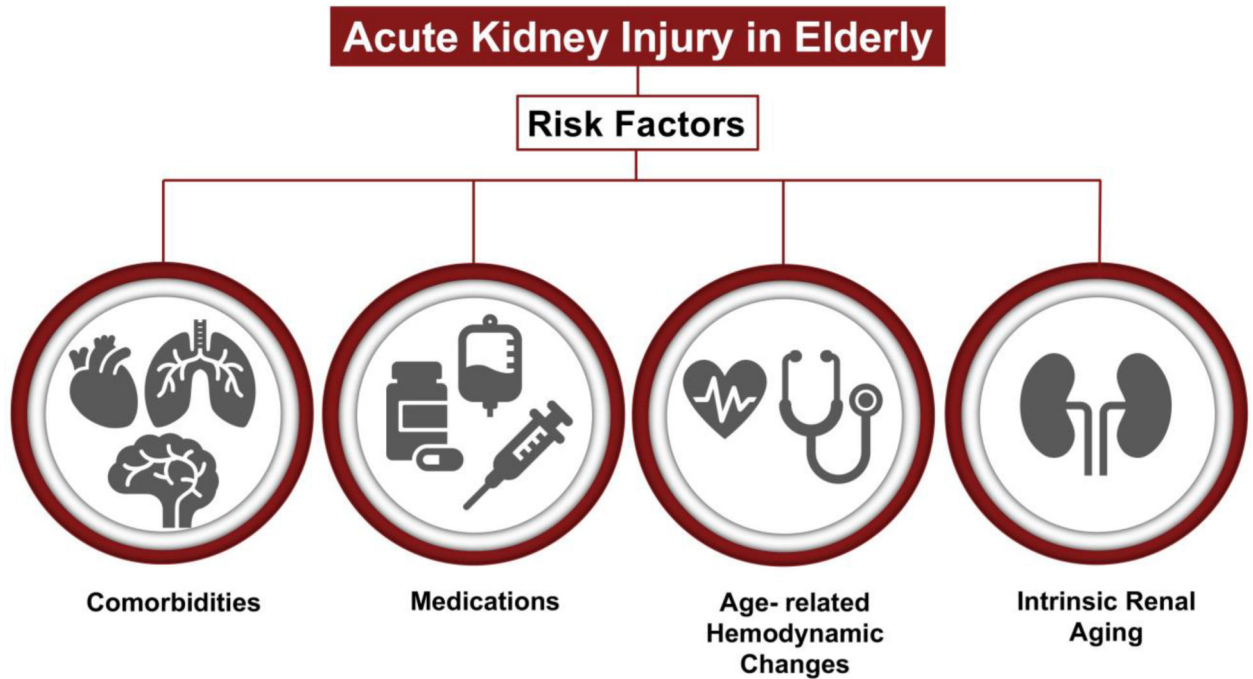 Acute Kidney Injury in Elderly
Risk Factors
Comorbidities
Medications
Age- related
Hemodynamic
Changes
Intrinsic Renal
Aging